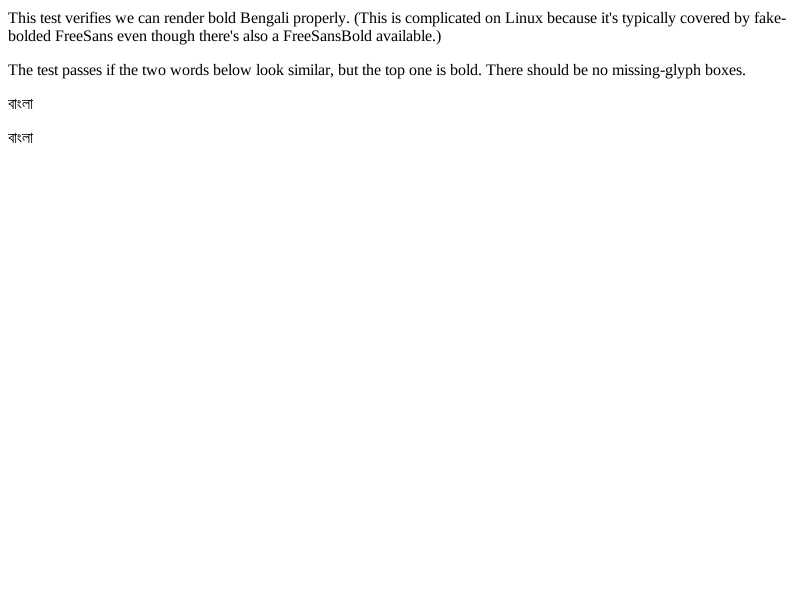 This test verifies we can render bold Bengali properly. (This is complicated on Linux because it's typically covered by fake-
bolded FreeSans even though there's also a FreeSansBold available.)
The test passes if the two words below look similar, but the top one is bold. There should be no missing-glyph boxes.
বাংলা
বাংলা